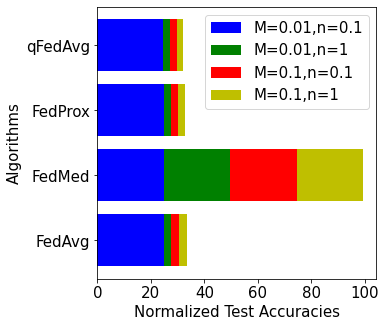 qFedAvg
FedProx
FedMed
FedAvg
Algorithms
M=0.01,n=0.1
M=0.01,n=1
M=0.1,n=0.1
M=0.1,n=1
0 20 40 60 80 100
Normalized Test Accuracies